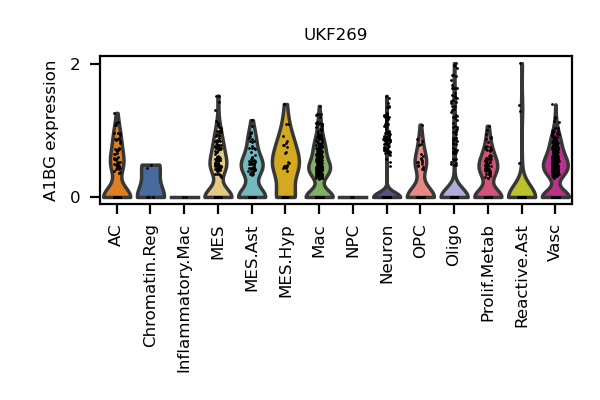 UKF269
A1BG expression
2
0
AC
Chromatin.Reg
Inflammatory.Mac
MES
MES.Ast
MES.Hyp
Mac
NPC
Neuron
OPC
Oligo
Prolif.Metab
Reactive.Ast
Vasc